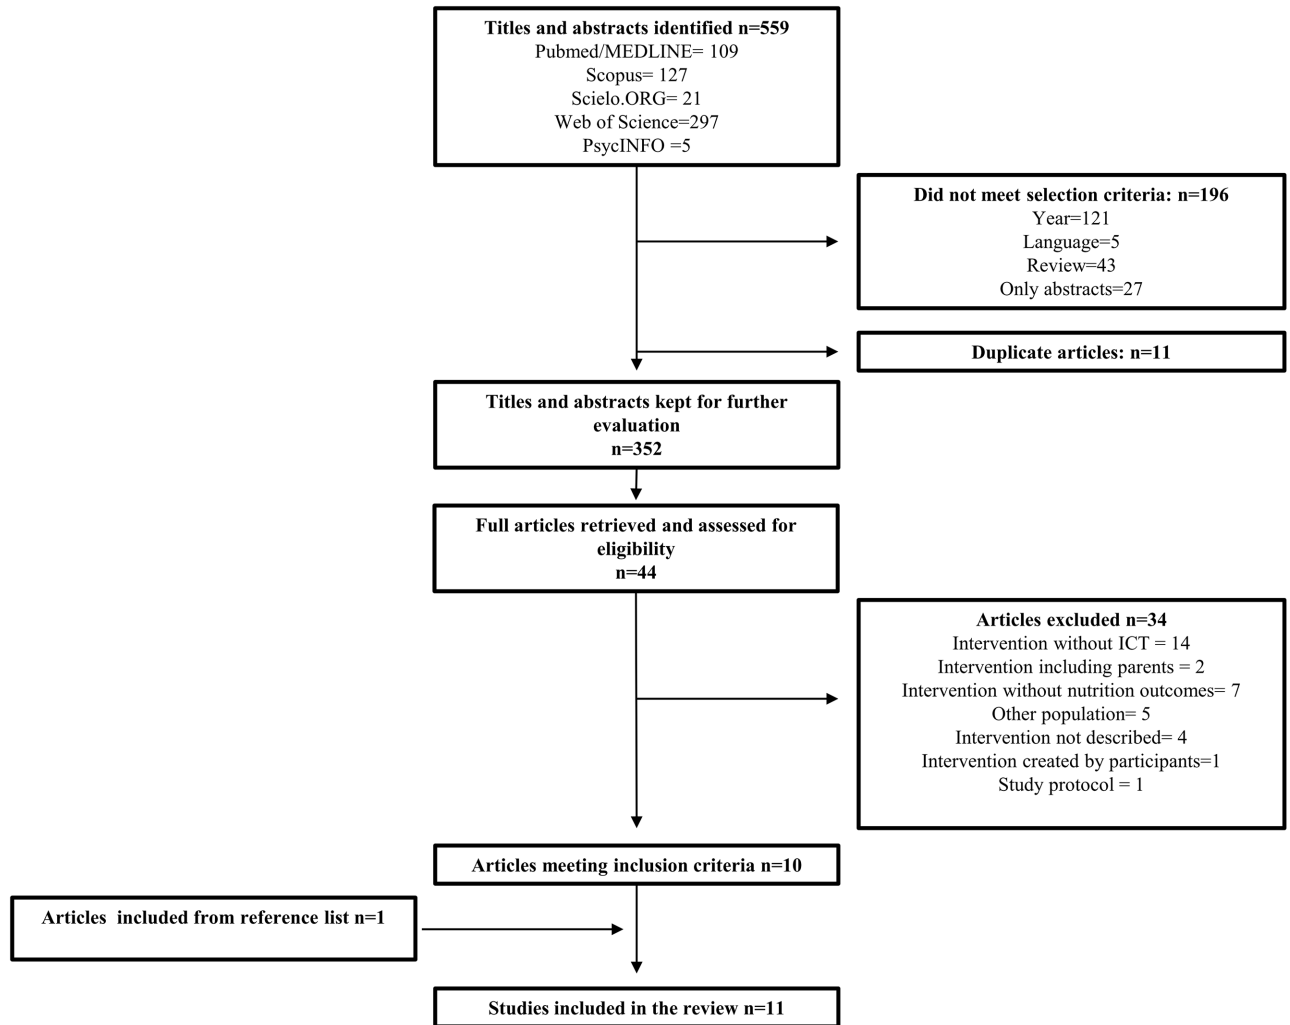 Titles and abstracts identified n=559
Pubmed/MEDLINE= 109
Scopus= 127
Scielo.ORG= 21
Web of Science=297
PsycINFO =5
Did not meet selection criteria: n=196
Year=121
Language=5
Review=43
Only abstracts=27
Duplicate articles: n=11
Titles and abstracts kept for further
evaluation
n=352
Full articles retrieved and assessed for
eligibility
n=44
Articles excluded n=34
Intervention without ICT = 14
Intervention including parents = 2
Intervention without nutrition outcomes= 7
Other population= 5
Intervention not described= 4
Intervention created by participants=1
Study protocol = 1
Articles meeting inclusion criteria n=10
Articles  included from reference list n=1
Studies included in the review n=11